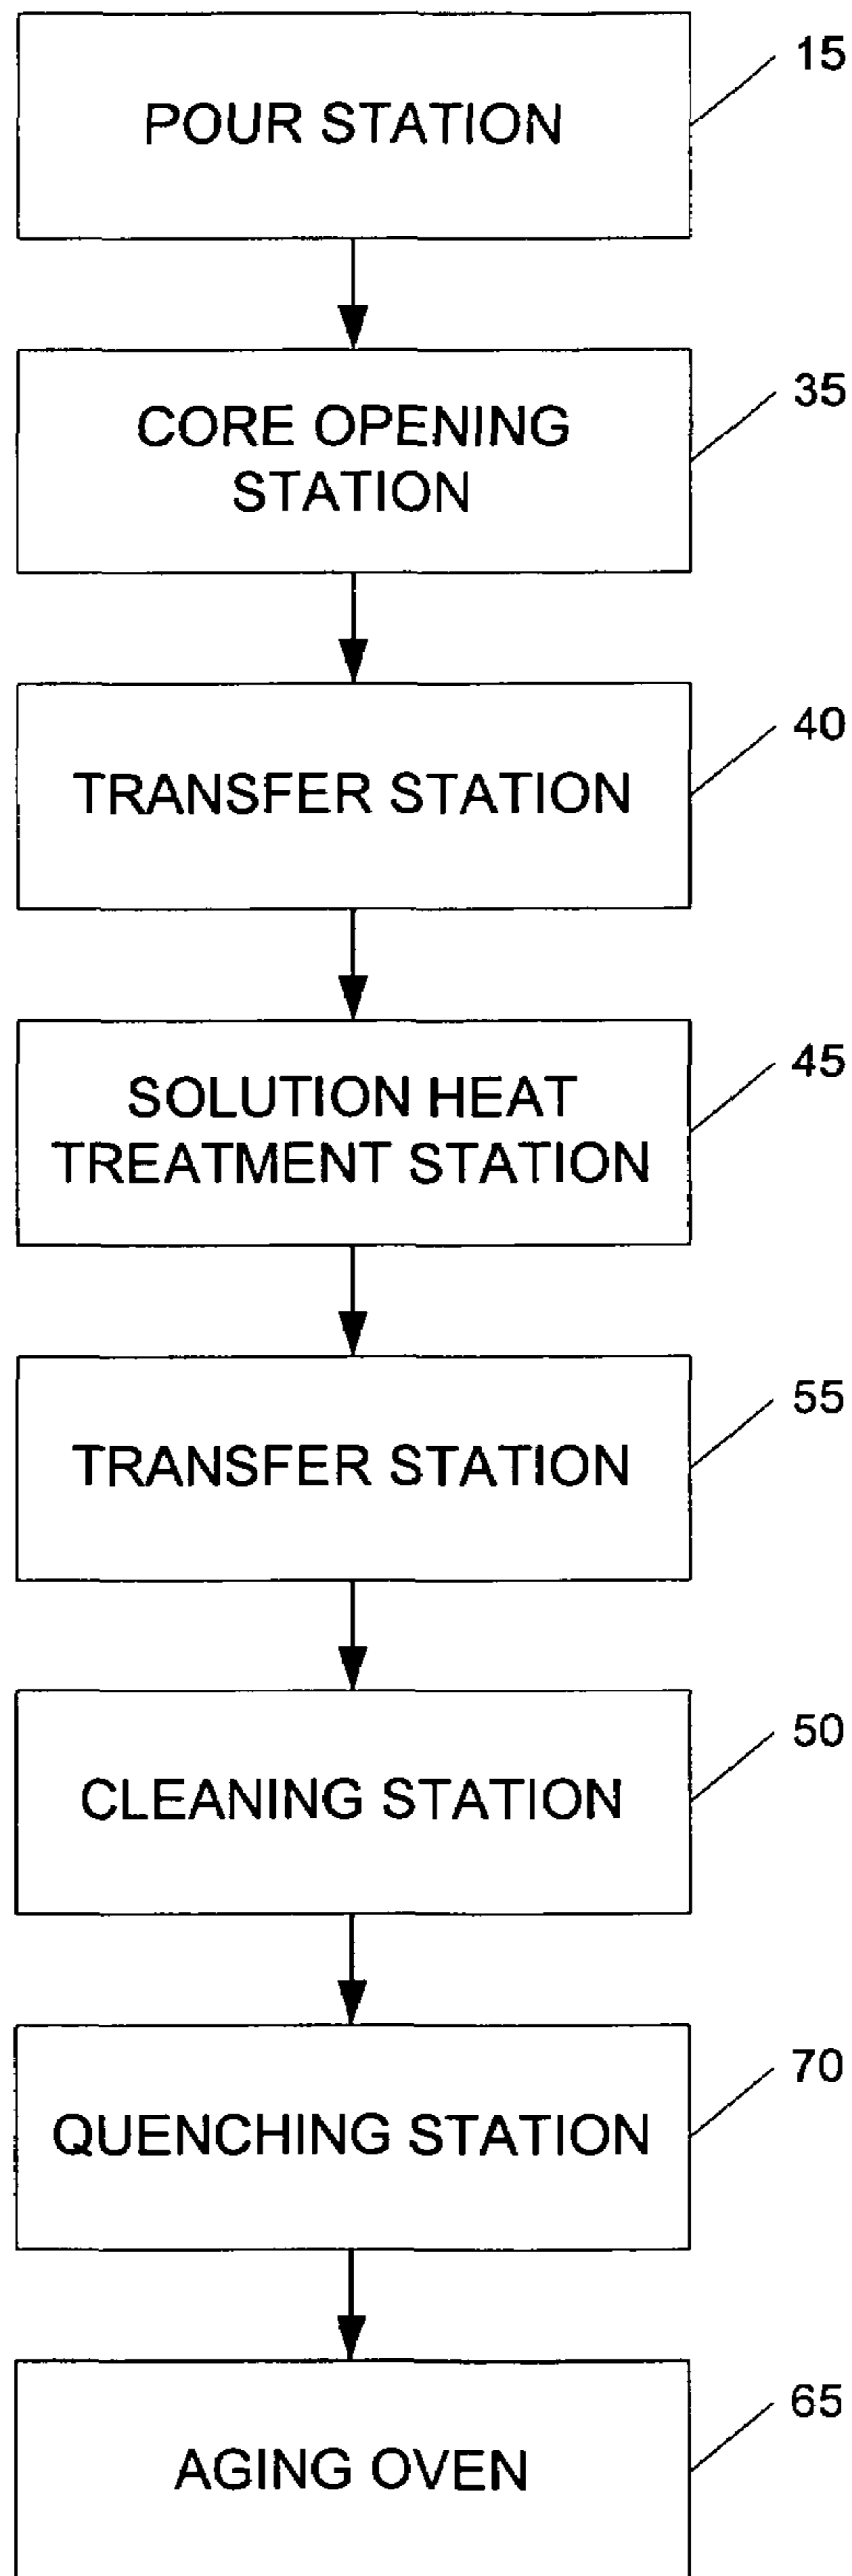 POUR STATION
15
CORE OPENING
STATION
35
TRANSFER STATION
40
SOLUTION HEAT
TREATMENT STATION
45
TRANSFER STATION
55
CLEANING STATION
50
QUENCHING STATION
70
AGING OVEN
65